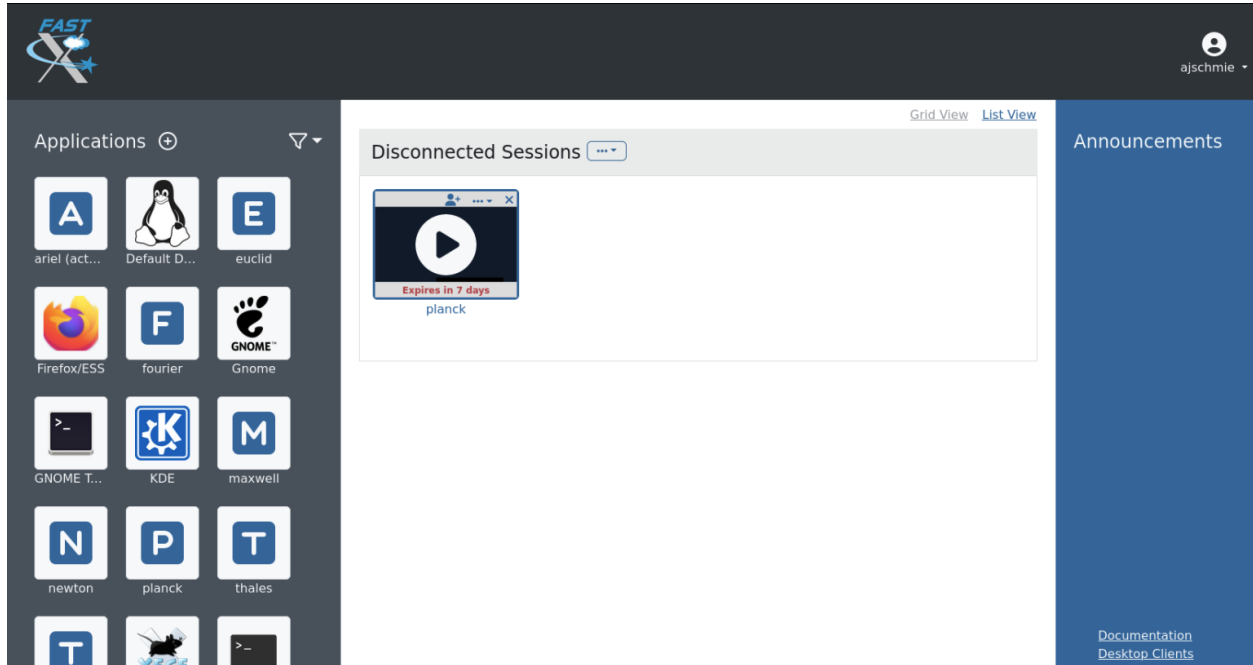 FAST
ajschmie
Grid View List View
Applications
Disconnected Sessions
Announcements
A
E
ariel (act...
Default D...
euclid
Expires in 7 days
planck
F
GNOME™
Firefox/ESS
fourier
Gnome
>_
K
M
GNOME T...
KDE
maxwell
N
P
T
newton
planck
thales
T
>_
Documentation
Desktop Clients